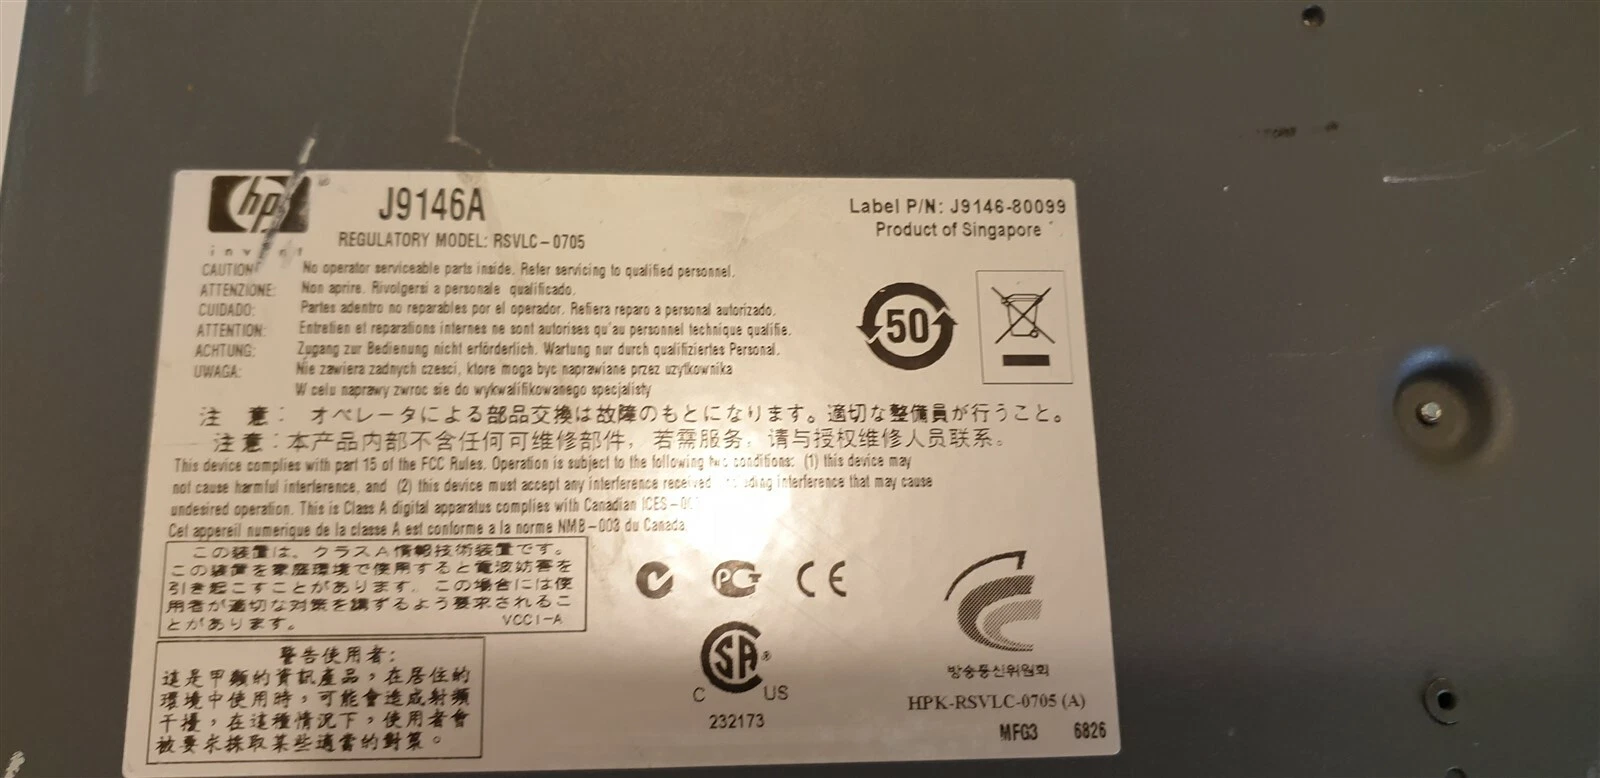 hp
J9146A
invent
REGULATORY MODEL: RSVLC-0705
Label P/N: J9146-80099
Product of Singapore
CAUTION: No operator serviceable parts inside. Refer servicing to qualified personnel.
ATTENZIONE: Non aprire. Rivolgersi a personale qualificado.
CUIDADO: Partes adentro no reparables por el operador. Refiera reparo a personal autorizado.
ATTENTION: Entretien et reparations internes ne sont autorises qu'au personnel technique qualifie.
ACHTUNG: Zugang zur Bedienung nicht erförderlich. Wartung nur durch qualifiziertes Personal.
UWAGA: Nie zawiera zadnych czesci, ktore moga byc naprawiane przez uzytkownika
W celu naprawy zwroc sie do wykwalifikowanego specjalisty
50
注 意: オペレータによる部品交換は故障のもとになります。適切な整備員が行うこと。
注意:本产品内部不含任何可维修部件, 若需服务, 请与授权维修人员联系。
This device complies with part 15 of the FCC Rules. Operation is subject to the following conditions: (1) this device may
not cause harmful interference, and (2) this device must accept any interference received interference that may cause
undesired operation. This is Class A digital apparatus complies with Canadian ICES-
Cet appareil numerique de la classe A est conforme a la norme NMB-003 du Canada
この装置は、クラスA情報技術装置です。
この装置を家庭環境で使用すると電波妨害を
引き起こすことがあります。この場合には使
用者が適切な対策を講ずるよう要求されるこ
とがあります。 VCCI-A
警告使用者:
這是甲類的資訊產品,在居住的
環境中使用時,可能會造成射頻
干擾,在這種情況下,使用者會
被要求採取某些適當的對策。
PG
CE
SA
C US
232173
방송통신위원회
HPK-RSVLC-0705 (A)
MFG3 6826